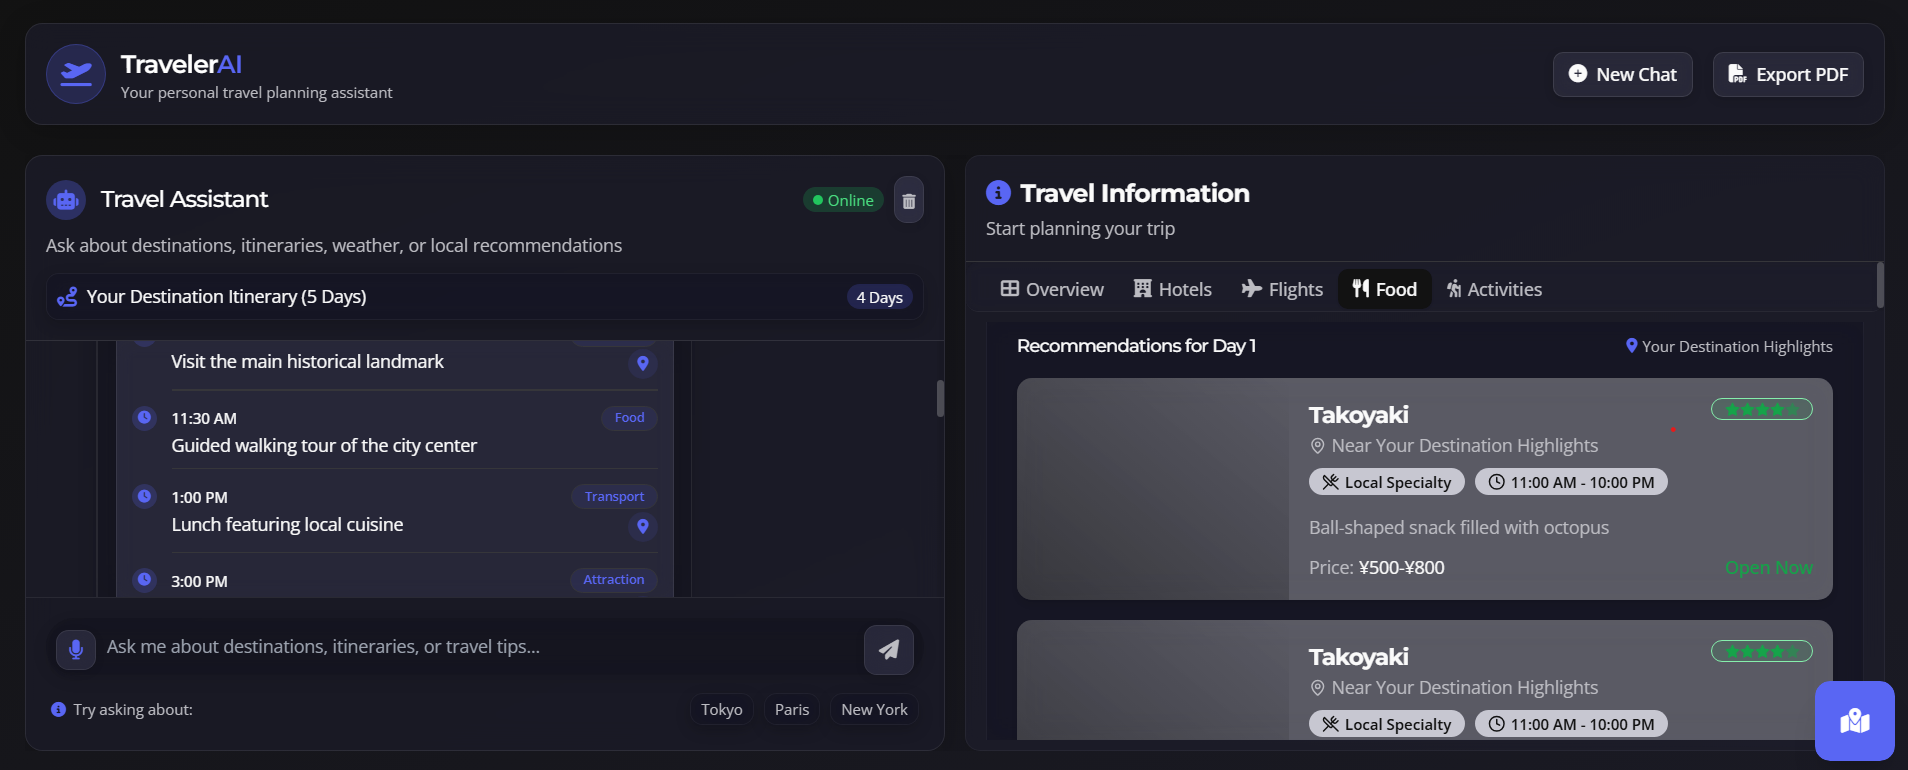 TravelerAI
Your personal travel planning assistant
New Chat
Export PDF
Travel Assistant
Online
Ask about destinations, itineraries, weather, or local recommendations
Your Destination Itinerary (5 Days)
4 Days
Visit the main historical landmark
11:30 AM
Food
Guided walking tour of the city center
1:00 PM
Transport
Lunch featuring local cuisine
3:00 PM
Attraction
Ask me about destinations, itineraries, or travel tips...
Try asking about:
Tokyo
Paris
New York
Travel Information
Start planning your trip
Overview
Hotels
Flights
Food
Activities
Recommendations for Day 1
Your Destination Highlights
Takoyaki
Near Your Destination Highlights
Local Specialty
11:00 AM - 10:00 PM
Ball-shaped snack filled with octopus
Price: ¥500-¥800
Open Now
Takoyaki
Near Your Destination Highlights
Local Specialty
11:00 AM - 10:00 PM